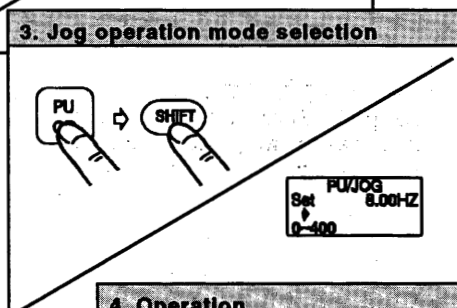 3. Jog operation mode selection
PU
SHIFT
PU/JOG
Set 8.00HZ
0–400
4. Operation